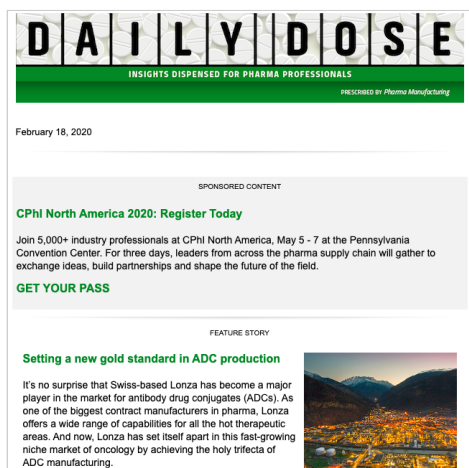 DAILY DOSE
INSIGHTS DISPENSED FOR PHARMA PROFESSIONALS
PRESCRIBED BY Pharma Manufacturing
February 18, 2020
SPONSORED CONTENT
CPhI North America 2020: Register Today
Join 5,000+ industry professionals at CPhI North America, May 5 - 7 at the Pennsylvania
Convention Center. For three days, leaders from across the pharma supply chain will gather to
exchange ideas, build partnerships and shape the future of the field.
GET YOUR PASS
FEATURE STORY
Setting a new gold standard in ADC production
It's no surprise that Swiss-based Lonza has become a major
player in the market for antibody drug conjugates (ADCs). As
one of the biggest contract manufacturers in pharma, Lonza
offers a wide range of capabilities for all the hot therapeutic
areas. And now, Lonza has set itself apart in this fast-growing
niche market of oncology by achieving the holy trifecta of
ADC manufacturing.